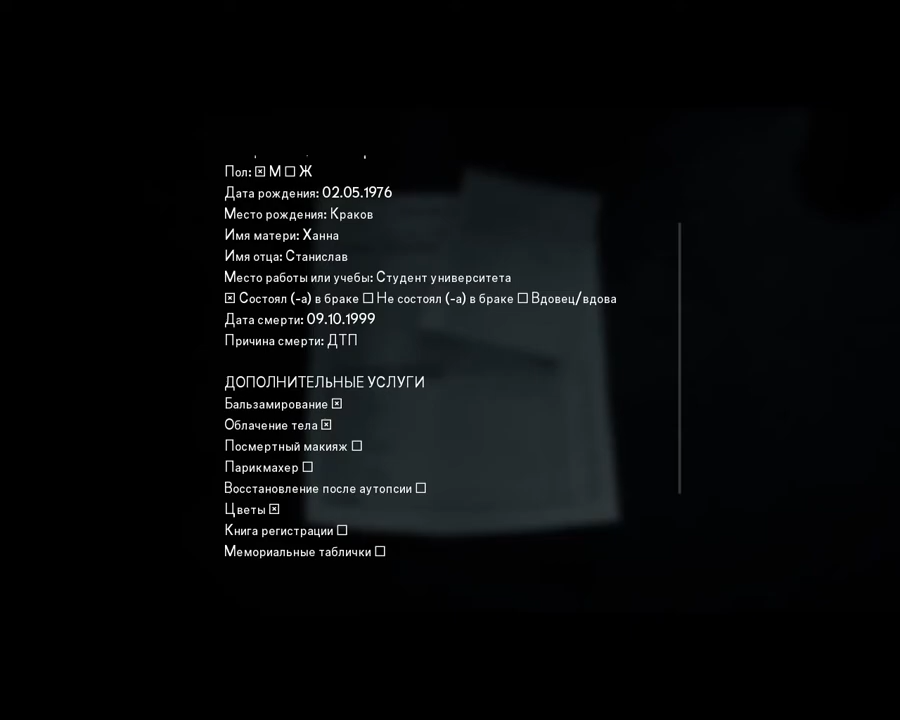 Пол: ☒ М ☐ Ж
Дата рождения: 02.05.1976
Место рождения: Краков
Имя матери: Ханна
Имя отца: Станислав
Место работы или учебы: Студент университета
☒ Состоял (-а) в браке ☐ Не состоял (-а) в браке ☐ Вдовец/вдова
Дата смерти: 09.10.1999
Причина смерти: ДТП
ДОПОЛНИТЕЛЬНЫЕ УСЛУГИ
Бальзамирование ☒
Облачение тела ☒
Посмертный макияж ☐
Парикмахер ☐
Восстановление после аутопсии ☐
Цветы ☒
Книга регистрации ☐
Мемориальные таблички ☐